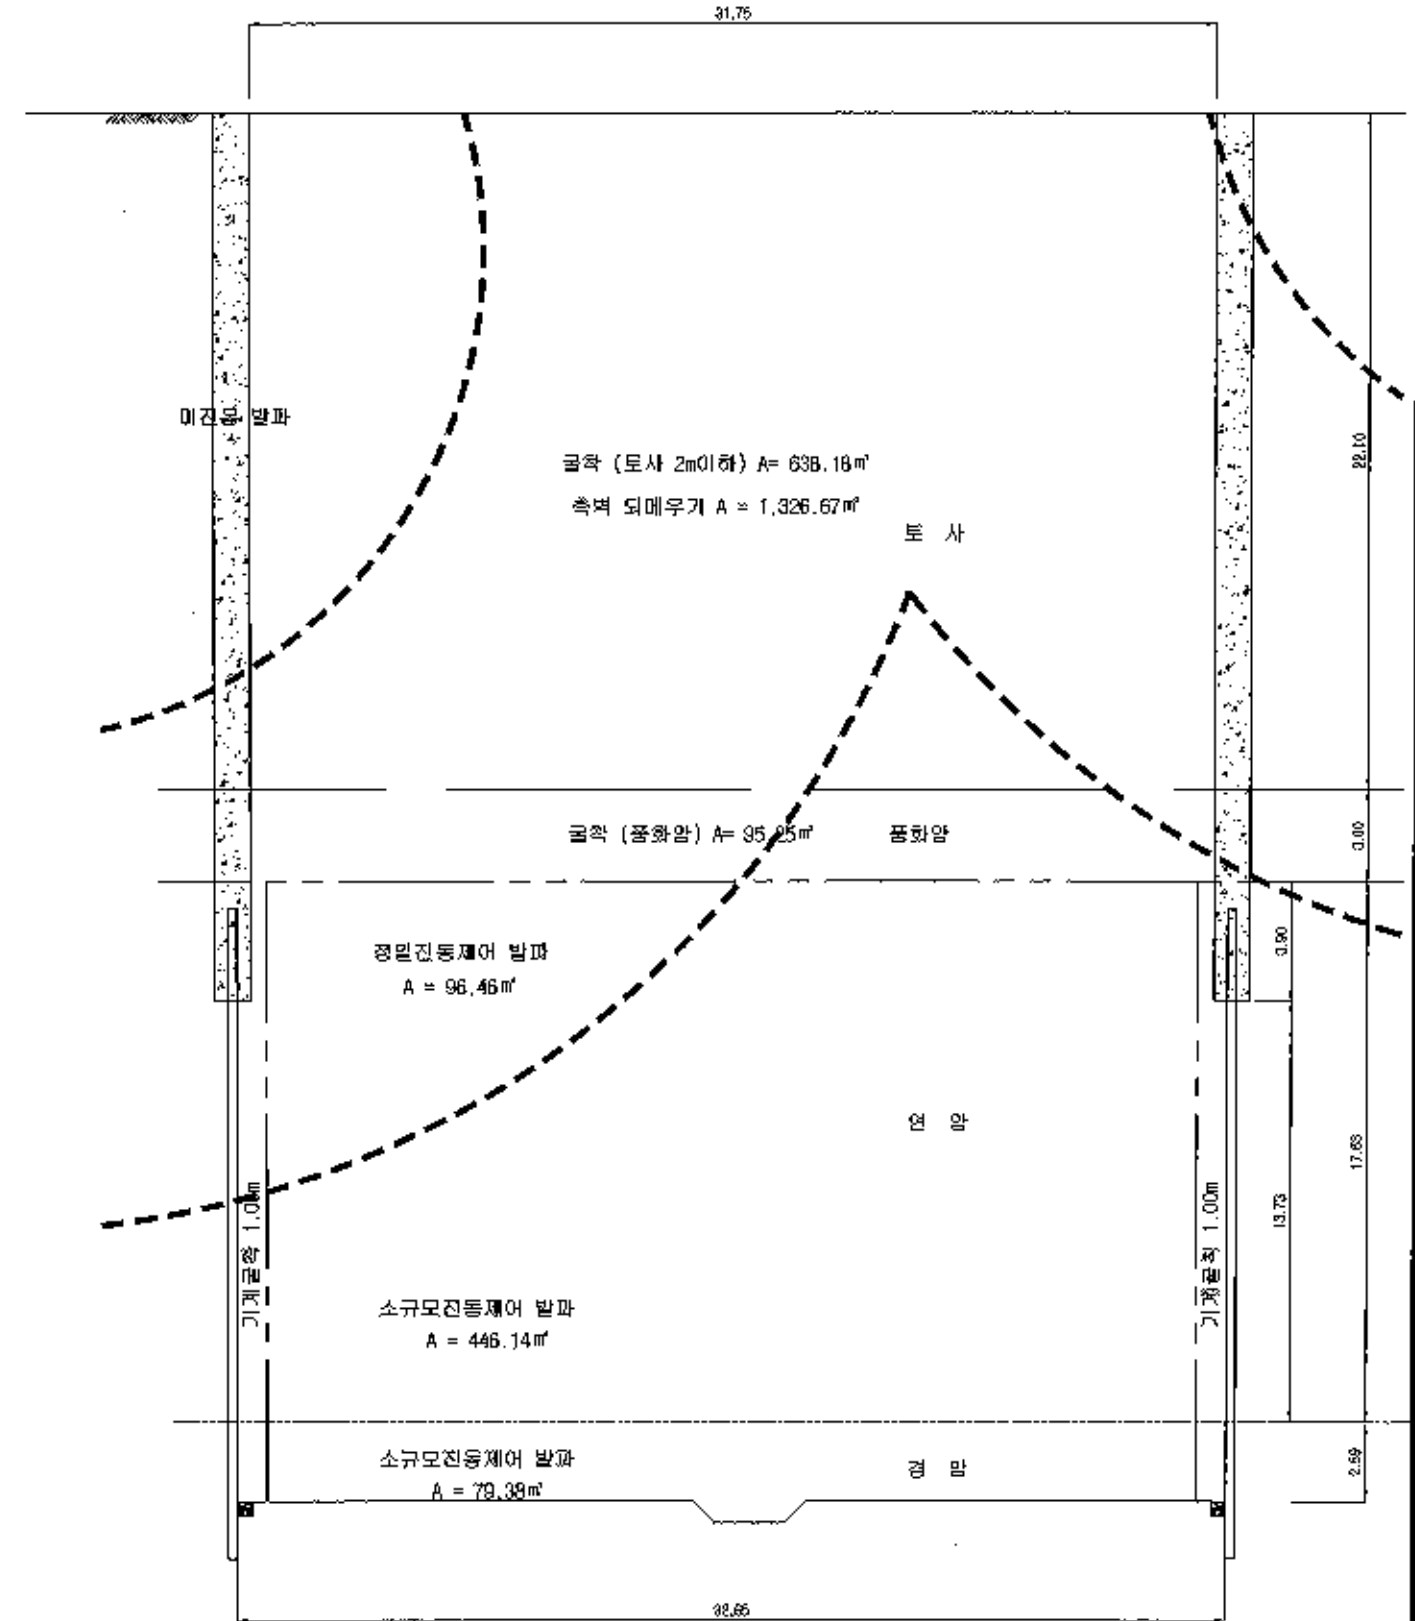 31.75
미진동 발파
굴착 (토사 2m이하) A= 638.18㎡
측벽 되메우기 A = 1,326.67㎡
토 사
22.10
굴착 (풍화암) A= 95.25㎡
풍화암
3.00
정밀진동제어 발파
A = 96.46㎡
3.90
연 암
17.63
13.73
기계굴착 1.00m
기계굴착 1.00m
소규모진동제어 발파
A = 446.14㎡
소규모진동제어 발파
A = 79.38㎡
경 암
2.59